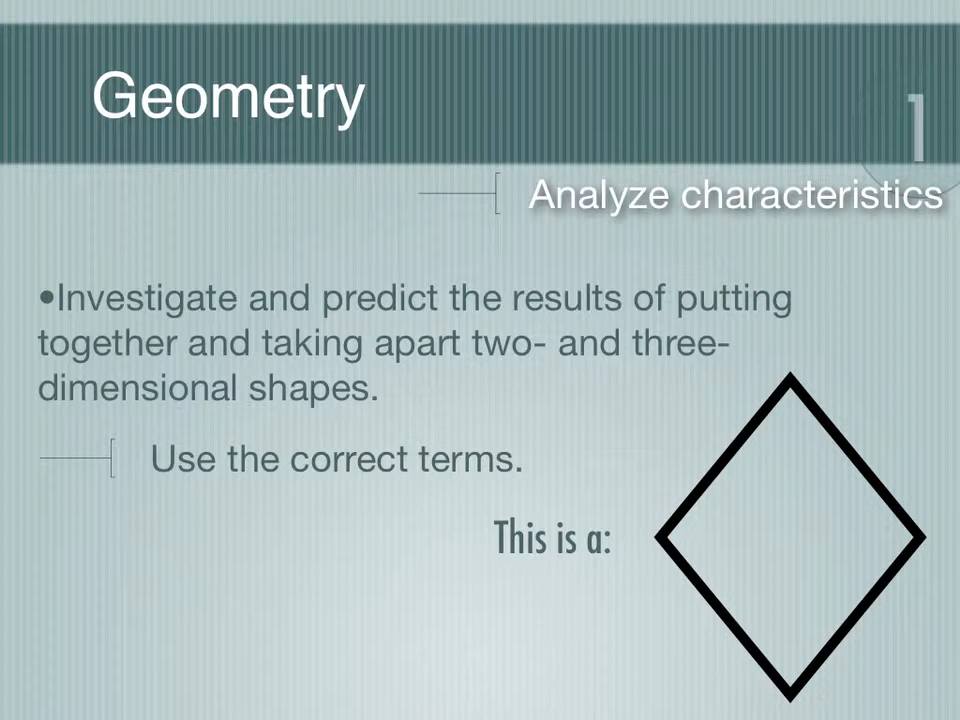 Geometry
1
Analyze characteristics
•Investigate and predict the results of putting
together and taking apart two- and three-
dimensional shapes.
Use the correct terms.
This is a: